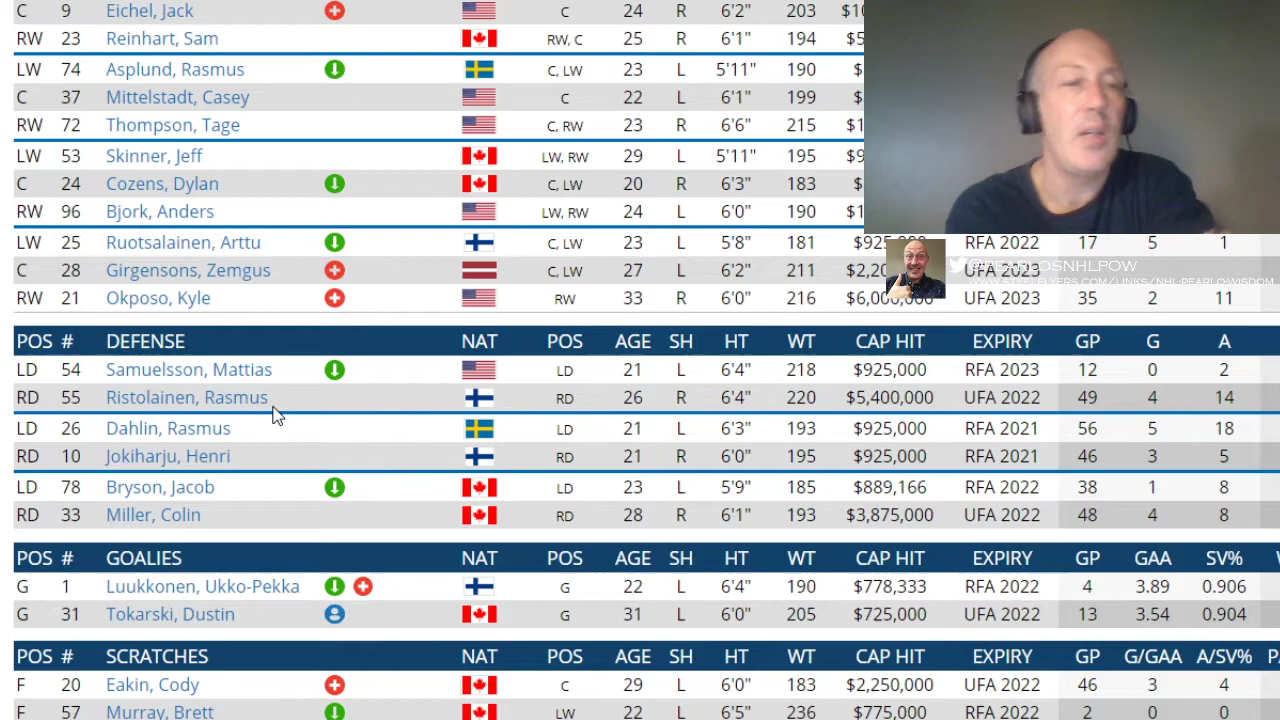 C 9 Eichel, Jack C 24 R 6'2" 203
RW 23 Reinhart, Sam RW, C 25 R 6'1" 194 $5
LW 74 Asplund, Rasmus C, LW 23 L 5'11" 190 $
C 37 Mittelstadt, Casey C 22 L 6'1" 199 $
RW 72 Thompson, Tage C, RW 23 R 6'6" 215 $1
LW 53 Skinner, Jeff LW, RW 29 L 5'11" 195 $9
C 24 Cozens, Dylan C, LW 20 R 6'3" 183 $
RW 96 Bjork, Anders LW, RW 24 L 6'0" 190 $1
LW 25 Ruotsalainen, Arttu C, LW 23 L 5'8" 181 $925,000 RFA 2022 17 5 1
C 28 Girgensons, Zemgus C, LW 27 L 6'2" 211 UFA 2023
@PEARLOSNHLPOW
WWW.STEELFLYERS.COM/LINKS/NHL-PEARLO-WISDOM
RW 21 Okposo, Kyle RW 33 R 6'0" 216 $6,000,000 UFA 2023 35 2 11
POS # DEFENSE NAT POS AGE SH HT WT CAP HIT EXPIRY GP G A
LD 54 Samuelsson, Mattias LD 21 L 6'4" 218 $925,000 RFA 2023 12 0 2
RD 55 Ristolainen, Rasmus RD 26 R 6'4" 220 $5,400,000 UFA 2022 49 4 14
LD 26 Dahlin, Rasmus LD 21 L 6'3" 193 $925,000 RFA 2021 56 5 18
RD 10 Jokiharju, Henri RD 21 R 6'0" 195 $925,000 RFA 2021 46 3 5
LD 78 Bryson, Jacob LD 23 L 5'9" 185 $889,166 RFA 2022 38 1 8
RD 33 Miller, Colin RD 28 R 6'1" 193 $3,875,000 UFA 2022 48 4 8
POS # GOALIES NAT POS AGE SH HT WT CAP HIT EXPIRY GP GAA SV%
G 1 Luukkonen, Ukko-Pekka G 22 L 6'4" 190 $778,333 RFA 2022 4 3.89 0.906
G 31 Tokarski, Dustin G 31 L 6'0" 205 $725,000 UFA 2022 13 3.54 0.904
POS # SCRATCHES NAT POS AGE SH HT WT CAP HIT EXPIRY GP G/GAA A/SV%
F 20 Eakin, Cody C 29 L 6'0" 183 $2,250,000 UFA 2022 46 3 4
F 57 Murray, Brett LW 22 L 6'5" 236 $775,000 RFA 2022 2 0 0